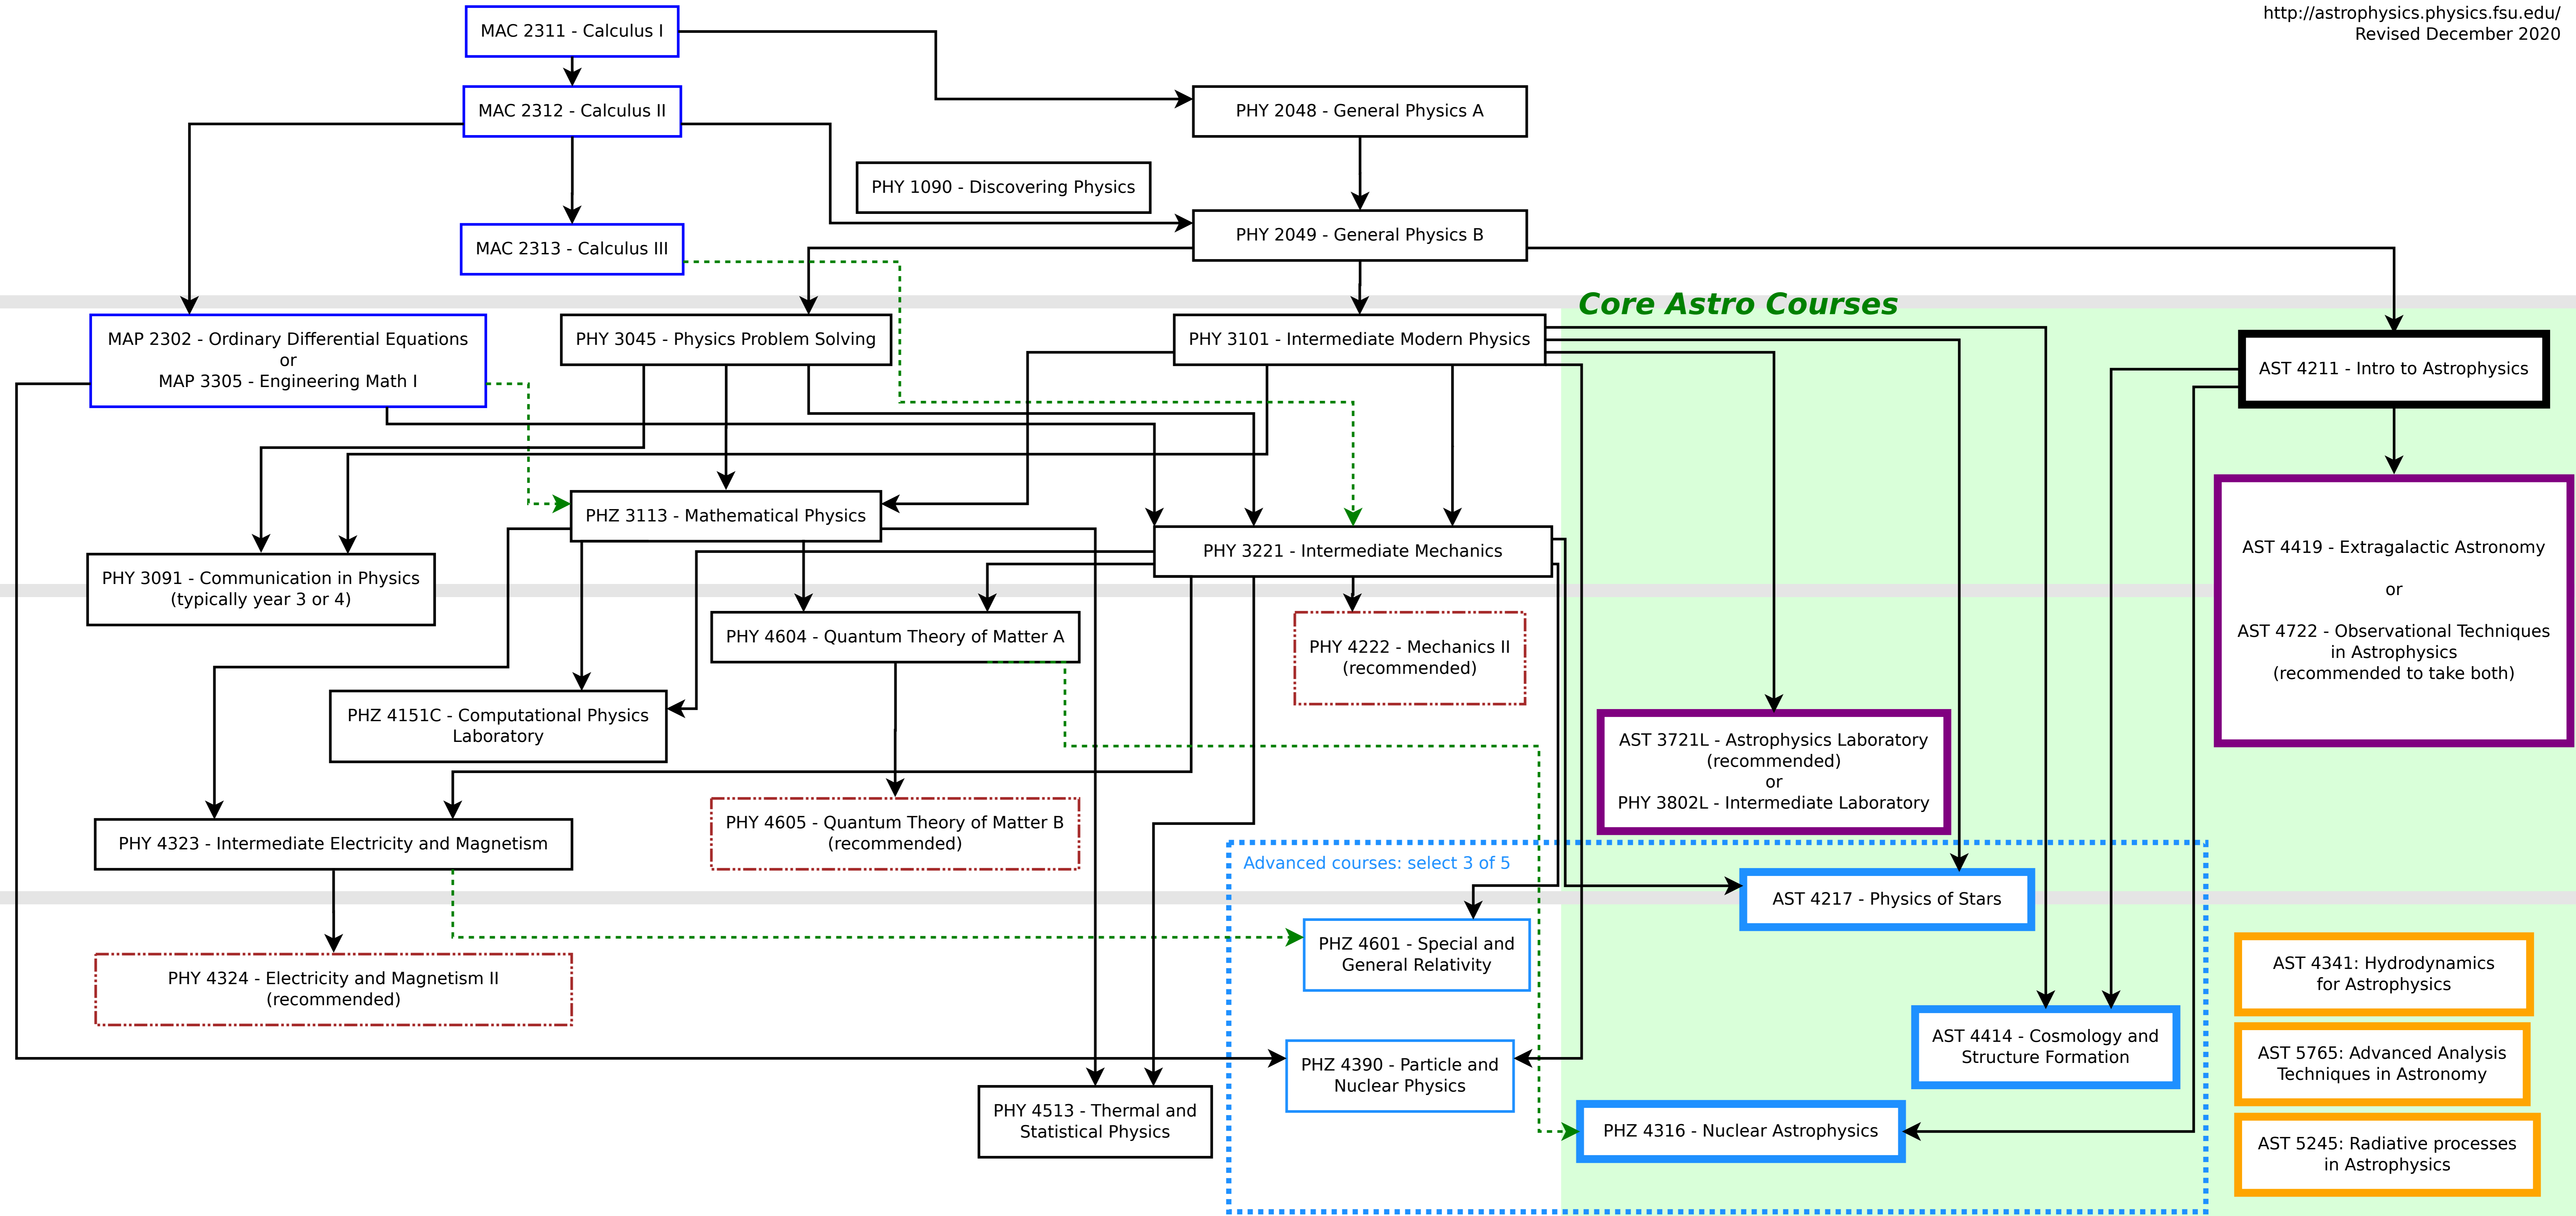 http://astrophysics.physics.fsu.edu/
Revised December 2020
MAC 2311 - Calculus I
MAC 2312 - Calculus II
PHY 2048 - General Physics A
PHY 1090 - Discovering Physics
MAC 2313 - Calculus III
PHY 2049 - General Physics B
Core Astro Courses
MAP 2302 - Ordinary Differential Equations
or
MAP 3305 - Engineering Math I
PHY 3045 - Physics Problem Solving
PHY 3101 - Intermediate Modern Physics
AST 4211 - Intro to Astrophysics
PHZ 3113 - Mathematical Physics
PHY 3221 - Intermediate Mechanics
AST 4419 - Extragalactic Astronomy
or
AST 4722 - Observational Techniques
in Astrophysics
(recommended to take both)
PHY 3091 - Communication in Physics
(typically year 3 or 4)
PHY 4604 - Quantum Theory of Matter A
PHY 4222 - Mechanics II
(recommended)
PHZ 4151C - Computational Physics
Laboratory
AST 3721L - Astrophysics Laboratory
(recommended)
or
PHY 3802L - Intermediate Laboratory
PHY 4323 - Intermediate Electricity and Magnetism
PHY 4605 - Quantum Theory of Matter B
(recommended)
Advanced courses: select 3 of 5
AST 4217 - Physics of Stars
PHZ 4601 - Special and
General Relativity
PHY 4324 - Electricity and Magnetism II
(recommended)
AST 4341: Hydrodynamics
for Astrophysics
AST 4414 - Cosmology and
Structure Formation
PHZ 4390 - Particle and
Nuclear Physics
AST 5765: Advanced Analysis
Techniques in Astronomy
PHY 4513 - Thermal and
Statistical Physics
PHZ 4316 - Nuclear Astrophysics
AST 5245: Radiative processes
in Astrophysics